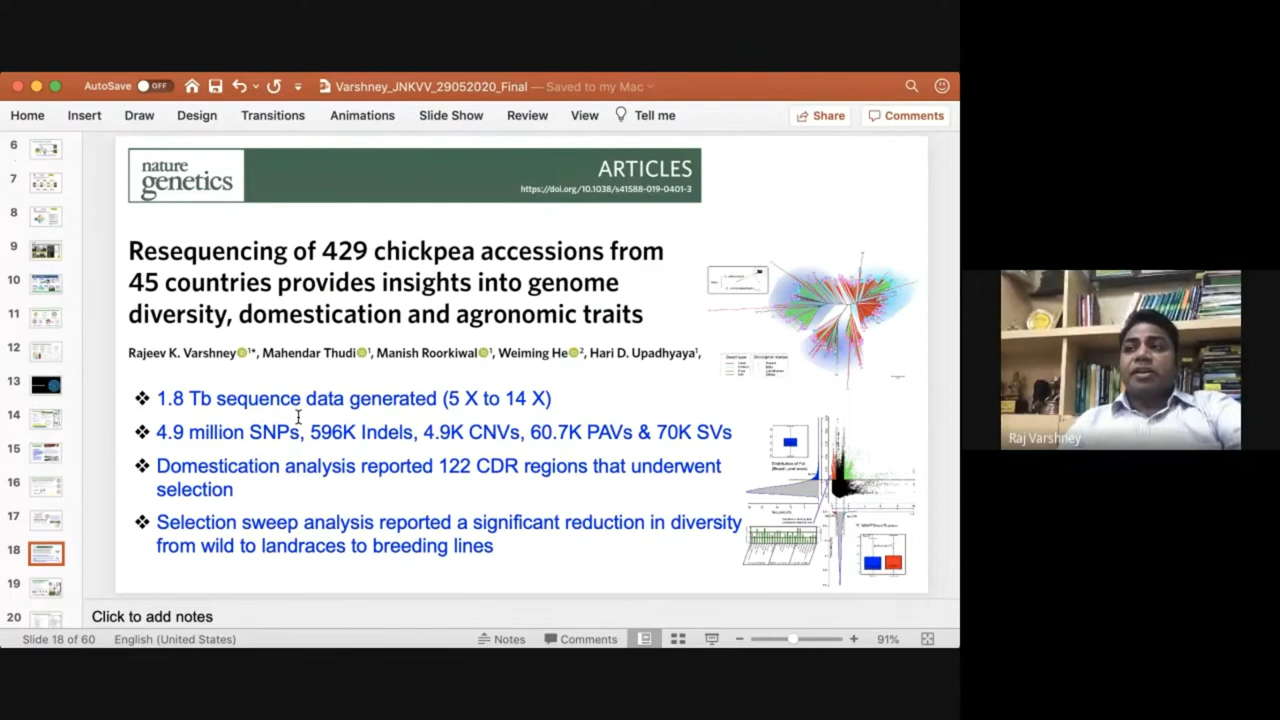 AutoSave OFF Varshney_JNKVV_29052020_Final — Saved to my Mac
Home Insert Draw Design Transitions Animations Slide Show Review View Tell me Share Comments
6
7
8
9
10
11
12
13
14
15
16
17
18
19
20
nature
genetics
ARTICLES
https://doi.org/10.1038/s41588-019-0401-3
Resequencing of 429 chickpea accessions from
45 countries provides insights into genome
diversity, domestication and agronomic traits
Rajeev K. Varshney 1*, Mahendar Thudi 1, Manish Roorkiwal 1, Weiming He 2, Hari D. Upadhyaya1,
❖ 1.8 Tb sequence data generated (5 X to 14 X)
❖ 4.9 million SNPs, 596K Indels, 4.9K CNVs, 60.7K PAVs & 70K SVs
❖ Domestication analysis reported 122 CDR regions that underwent
selection
❖ Selection sweep analysis reported a significant reduction in diversity
from wild to landraces to breeding lines
Click to add notes
Slide 18 of 60 English (United States) Notes Comments 91%
Raj Varshney